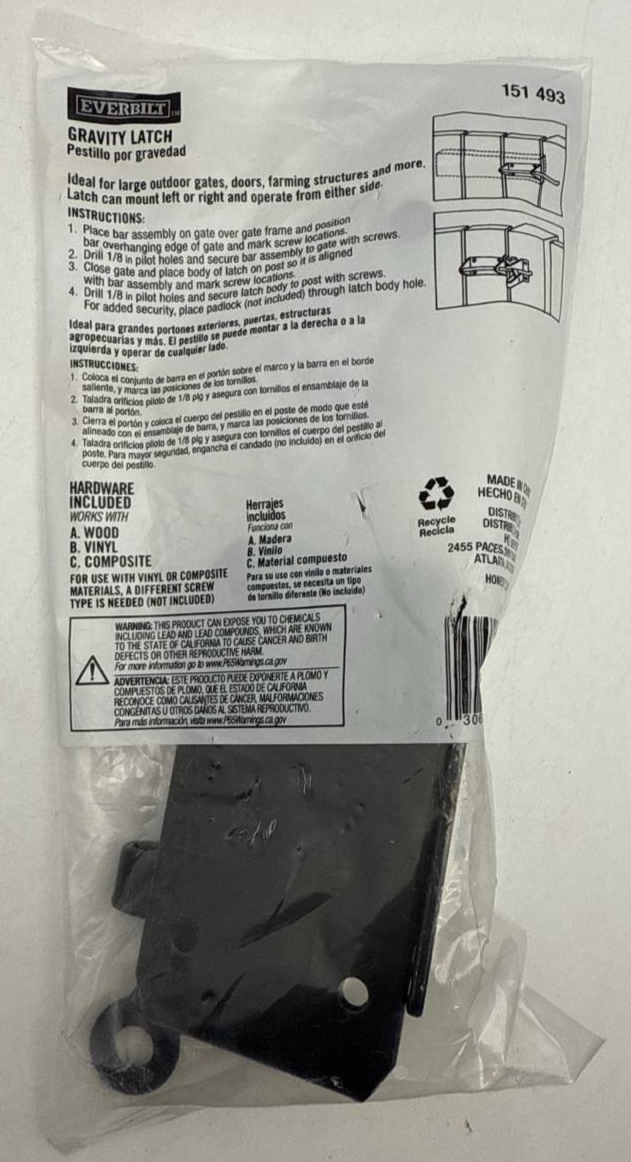 EVERBILT™
151 493
GRAVITY LATCH
Pestillo por gravedad
Ideal for large outdoor gates, doors, farming structures and more.
Latch can mount left or right and operate from either side.
INSTRUCTIONS:
1. Place bar assembly on gate over gate frame and position
bar overhanging edge of gate and mark screw locations.
2. Drill 1/8 in pilot holes and secure bar assembly to gate with screws.
3. Close gate and place body of latch on post so it is aligned
with bar assembly and mark screw locations.
4. Drill 1/8 in pilot holes and secure latch body to post with screws.
For added security, place padlock (not included) through latch body hole.
Ideal para grandes portones exteriores, puertas, estructuras
agropecuarias y más. El pestillo se puede montar a la derecha o a la
izquierda y operar de cualquier lado.
INSTRUCCIONES:
1. Coloca el conjunto de barra en el portón sobre el marco y la barra en el borde
saliente, y marca las posiciones de los tornillos.
2. Taladra orificios piloto de 1/8 plg y asegura con tornillos el ensamblaje de la
barra al portón.
3. Cierra el portón y coloca el cuerpo del pestillo en el poste de modo que esté
alineado con el ensamblaje de barra, y marca las posiciones de los tornillos.
4. Taladra orificios piloto de 1/8 plg y asegura con tornillos el cuerpo del pestillo al
poste. Para mayor seguridad, engancha el candado (no incluido) en el orificio del
cuerpo del pestillo.
HARDWARE
INCLUDED
WORKS WITH
A. WOOD
B. VINYL
C. COMPOSITE
FOR USE WITH VINYL OR COMPOSITE
MATERIALS, A DIFFERENT SCREW
TYPE IS NEEDED (NOT INCLUDED)
Herrajes
incluidos
Funciona con
A. Madera
B. Vinilo
C. Material compuesto
Para su uso con vinilo o materiales
compuestos, se necesita un tipo
de tornillo diferente (No incluido)
Recycle
Recicla
MADE IN
HECHO EN
2455 PACES
WARNING: THIS PRODUCT CAN EXPOSE YOU TO CHEMICALS
INCLUDING LEAD AND LEAD COMPOUNDS, WHICH ARE KNOWN
TO THE STATE OF CALIFORNIA TO CAUSE CANCER AND BIRTH
DEFECTS OR OTHER REPRODUCTIVE HARM.
For more information go to www.P65Warnings.ca.gov
ADVERTENCIA: ESTE PRODUCTO PUEDE EXPONERTE A PLOMO Y
COMPUESTOS DE PLOMO, QUE EL ESTADO DE CALIFORNIA
RECONOCE COMO CAUSANTES DE CÁNCER, MALFORMACIONES
CONGÉNITAS U OTROS DAÑOS AL SISTEMA REPRODUCTIVO.
Para más información, visita www.P65Warnings.ca.gov
0 306